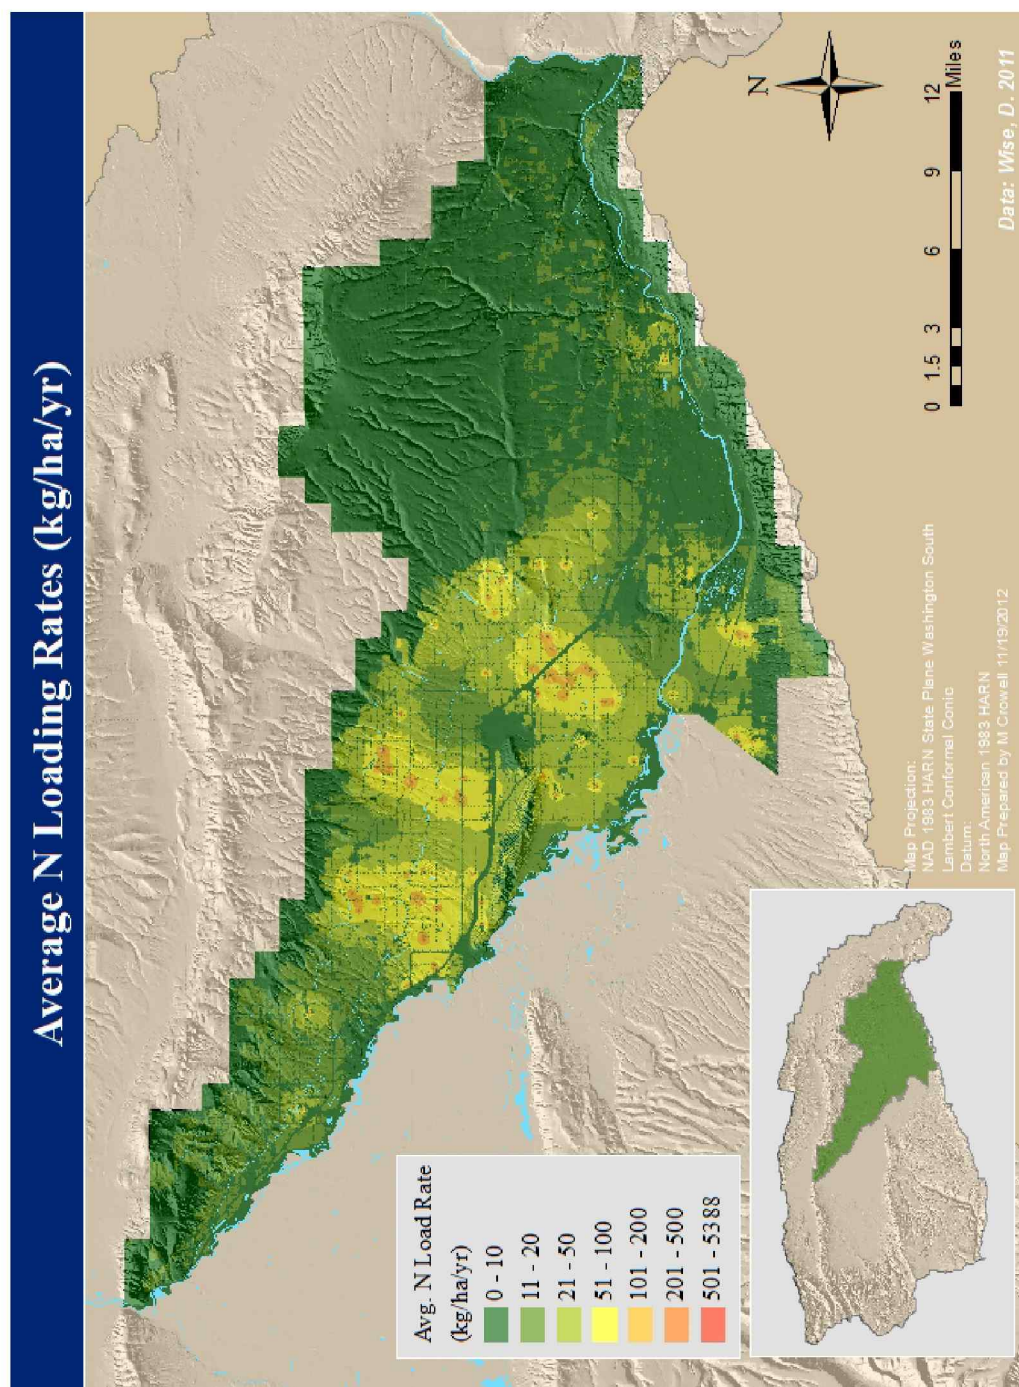 Average N Loading Rates (kg/ha/yr)
N
0 1.5 3 6 9 12
Miles
Data: Wise, D. 2011
Map Projection:
NAD 1983 HARN State Plane Washington South
Lambert Conformal Conic
Datum:
North American 1983 HARN
Map Prepared by M Crowell 11/19/2012
Avg. N Load Rate
(kg/ha/yr)
0 - 10
11 - 20
21 - 50
51 - 100
101 - 200
201 - 500
501 - 5388